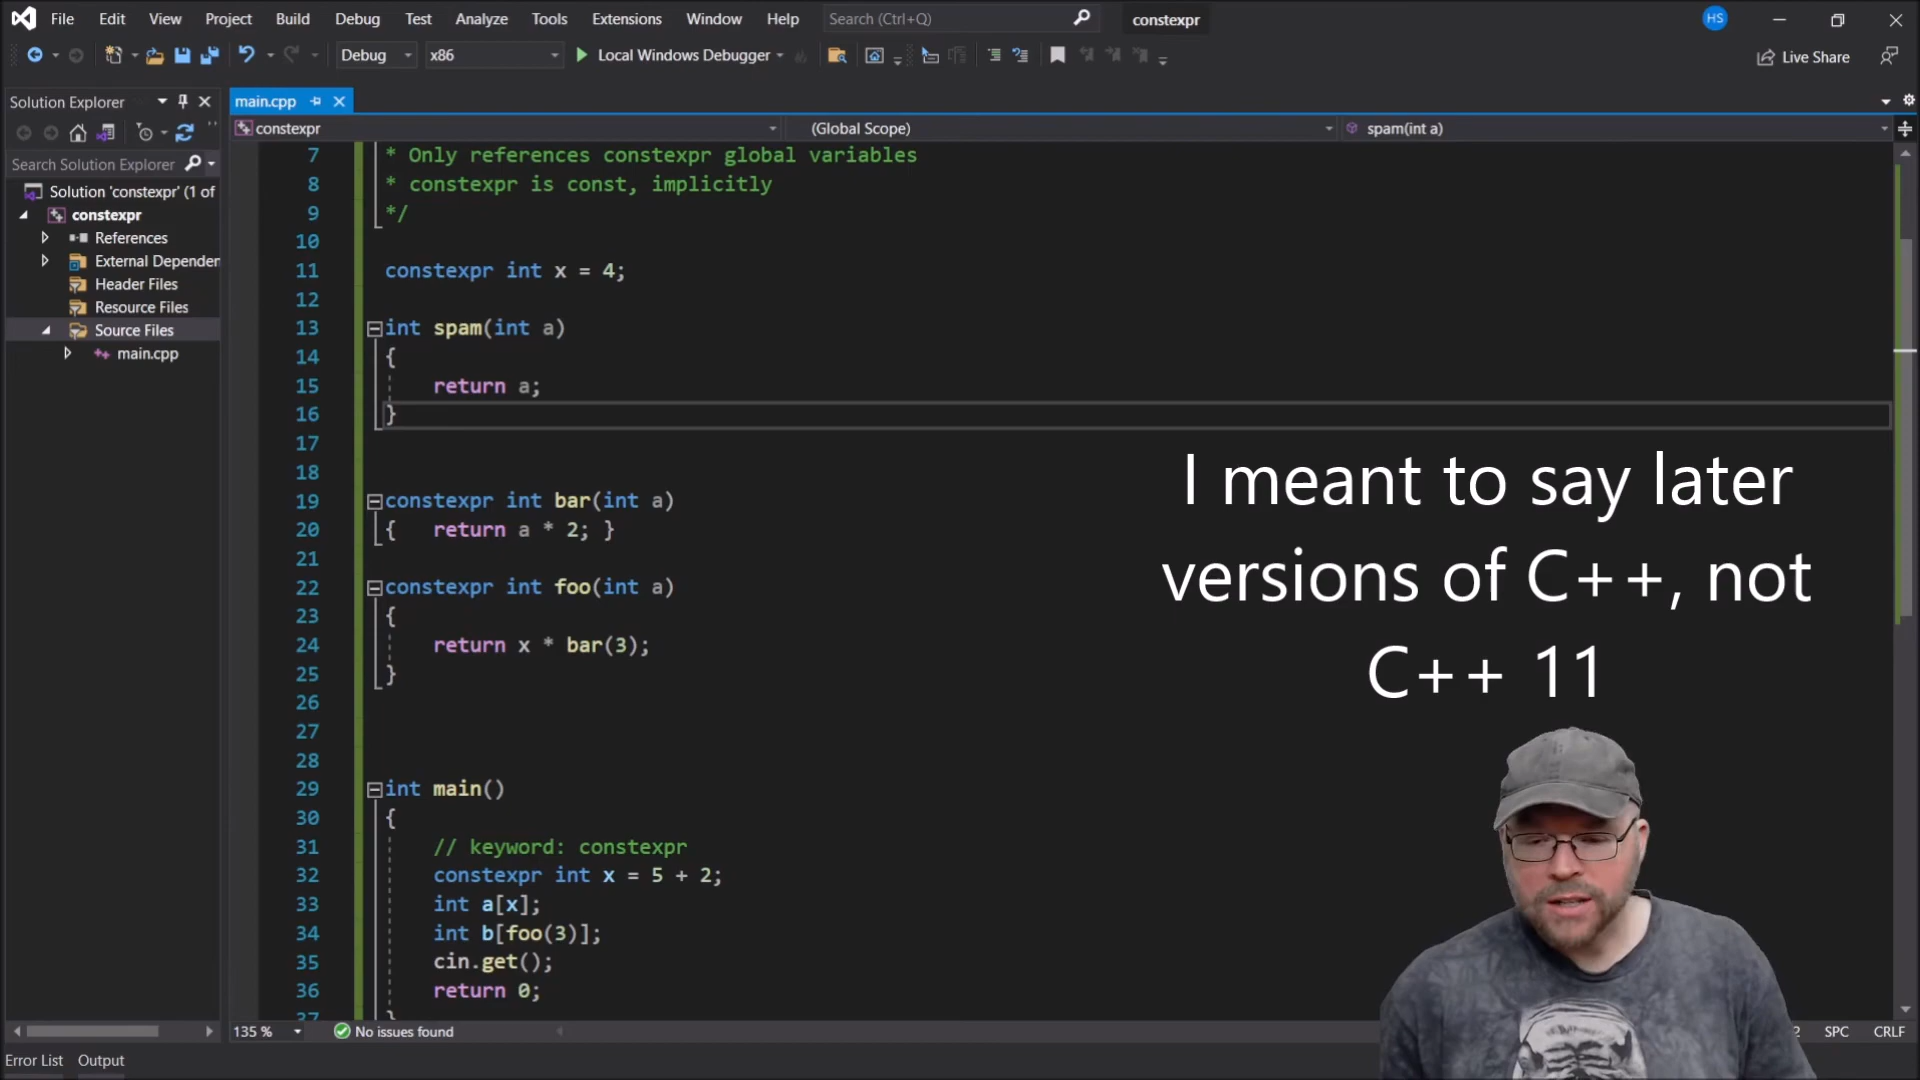 File Edit View Project Build Debug Test Analyze Tools Extensions Window Help Search (Ctrl+Q) constexpr HS
Debug x86 Local Windows Debugger Live Share
Solution Explorer
Search Solution Explorer
Solution 'constexpr' (1 of
constexpr
References
External Depender
Header Files
Resource Files
Source Files
main.cpp
main.cpp
constexpr (Global Scope) spam(int a)
7 * Only references constexpr global variables
8 * constexpr is const, implicitly
9 */
10
11 constexpr int x = 4;
12
13 int spam(int a)
14 {
15 return a;
16 }
17
18
19 constexpr int bar(int a)
20 { return a * 2; }
21
22 constexpr int foo(int a)
23 {
24 return x * bar(3);
25 }
26
27
28
29 int main()
30 {
31 // keyword: constexpr
32 constexpr int x = 5 + 2;
33 int a[x];
34 int b[foo(3)];
35 cin.get();
36 return 0;
37 }
I meant to say later
versions of C++, not
C++ 11
135 % No issues found SPC CRLF
Error List Output